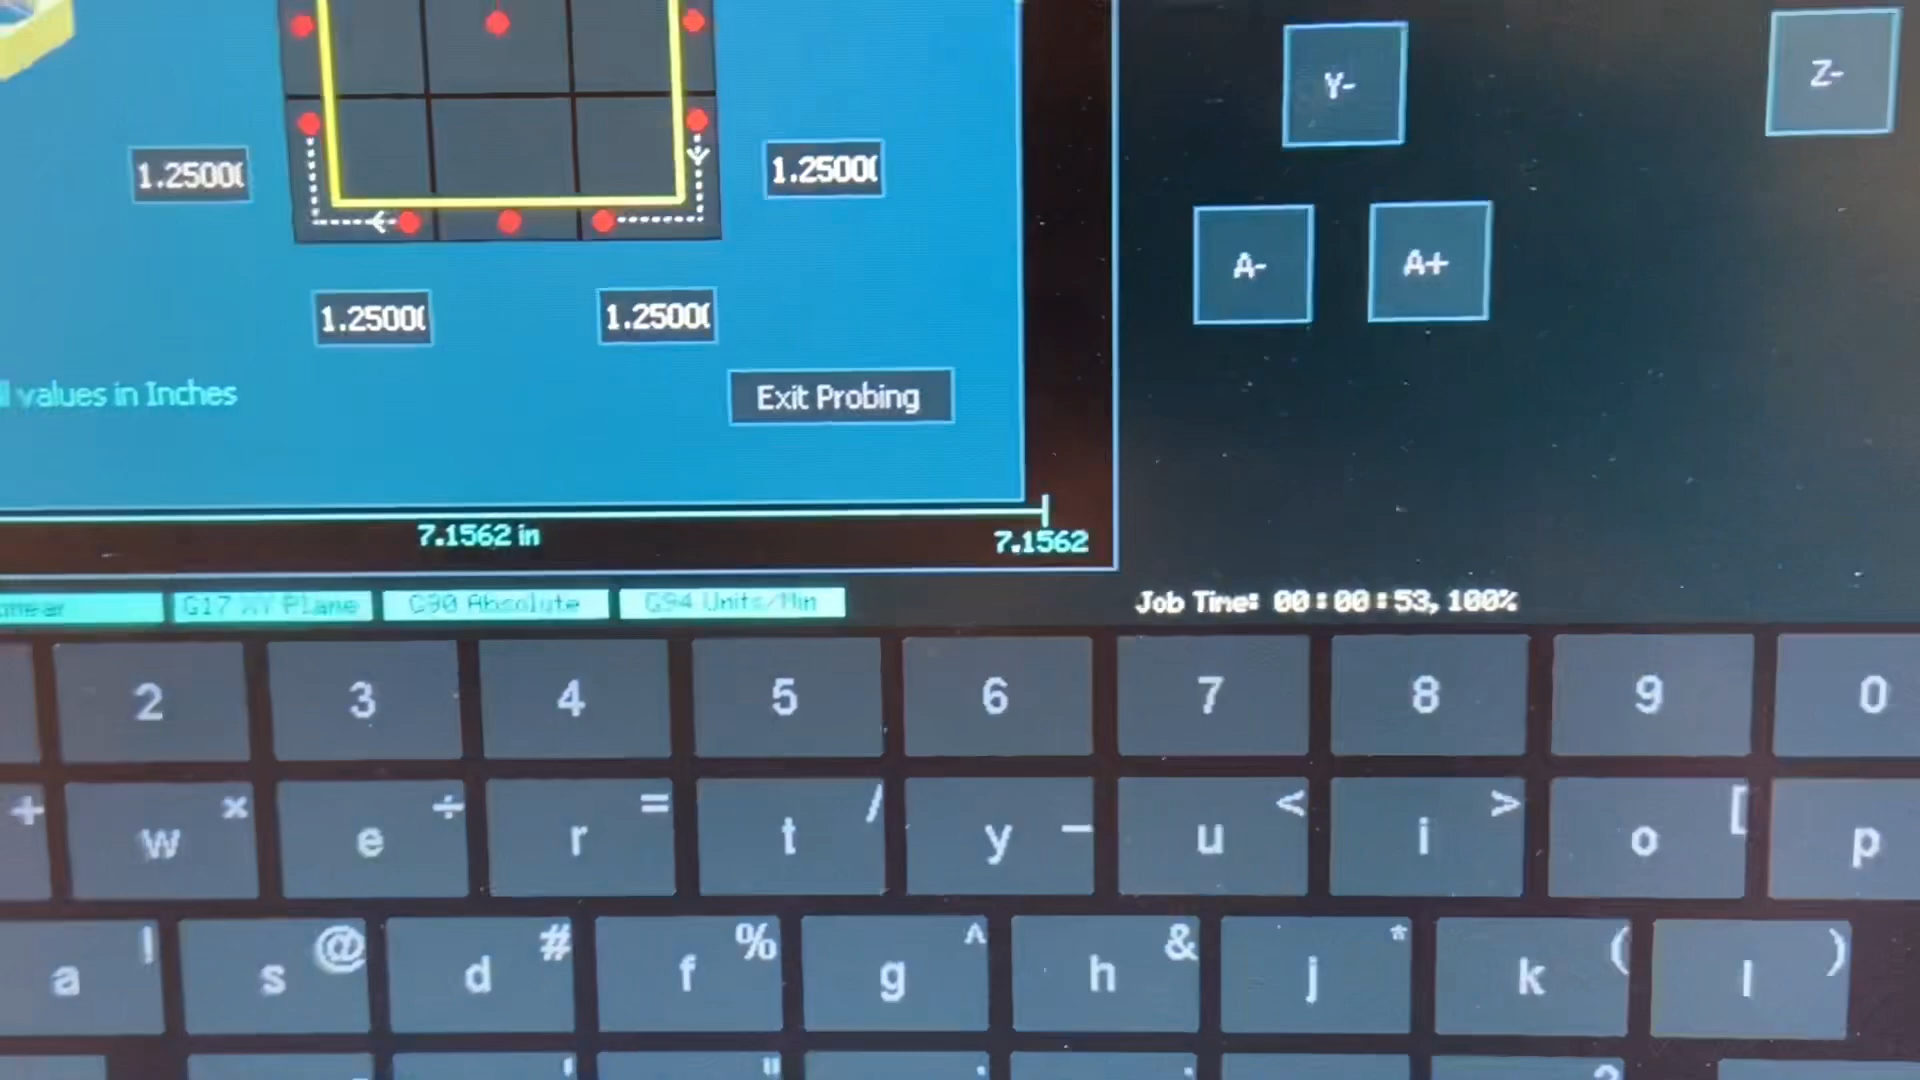 Y-
Z-
1.2500
1.2500
A-
A+
1.2500
1.2500
values in Inches
Exit Probing
7.1562 in
7.1562
G17 XY Plane
G90 Absolute
G94 Units/Min
Job Time: 00:00:53, 100%
2 3 4 5 6 7 8 9 0
+ w × e ÷ r = t / y – u < i > o [ p
a ! s @ d # f % g ^ h & j * k ( l )